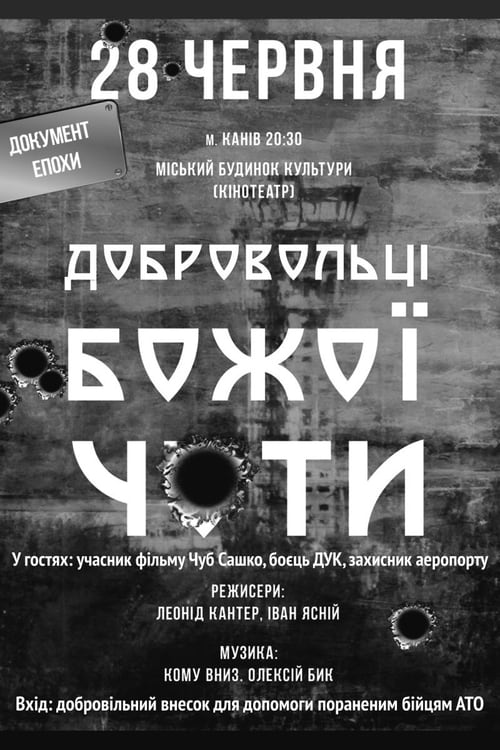 28 ЧЕРВНЯ
ДОКУМЕНТ
ЕПОХИ
м. КАНІВ 20:30
МІСЬКИЙ БУДИНОК КУЛЬТУРИ
(КІНОТЕАТР)
ДОБРОВОЛЬЦІ
БОЖОЇ
ЧОТИ
У гостях: учасник фільму Чуб Сашко, боєць ДУК, захисник аеропорту
РЕЖИСЕРИ:
ЛЕОНІД КАНТЕР, ІВАН ЯСНІЙ
МУЗИКА:
КОМУ ВНИЗ. ОЛЕКСІЙ БИК
Вхід: добровільний внесок для допомоги пораненим бійцям АТО